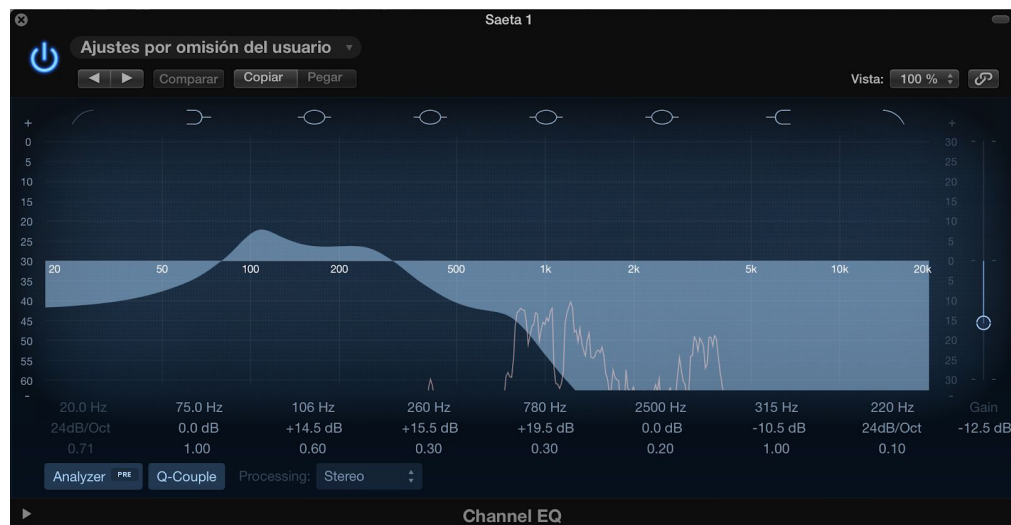 Saeta 1
Ajustes por omisión del usuario
Comparar Copiar Pegar Vista: 100 %
+ +
0 30
5 25
10 20
15 15
20 10
25 5
30 20 50 100 200 500 1k 2k 5k 10k 20k 0
35 5
40 10
45 15
50 20
55 25
60 30
- -
20.0 Hz 75.0 Hz 106 Hz 260 Hz 780 Hz 2500 Hz 315 Hz 220 Hz Gain
24dB/Oct 0.0 dB +14.5 dB +15.5 dB +19.5 dB 0.0 dB -10.5 dB 24dB/Oct -12.5 dB
0.71 1.00 0.60 0.30 0.30 0.20 1.00 0.10
Analyzer PRE Q-Couple Processing: Stereo
Channel EQ